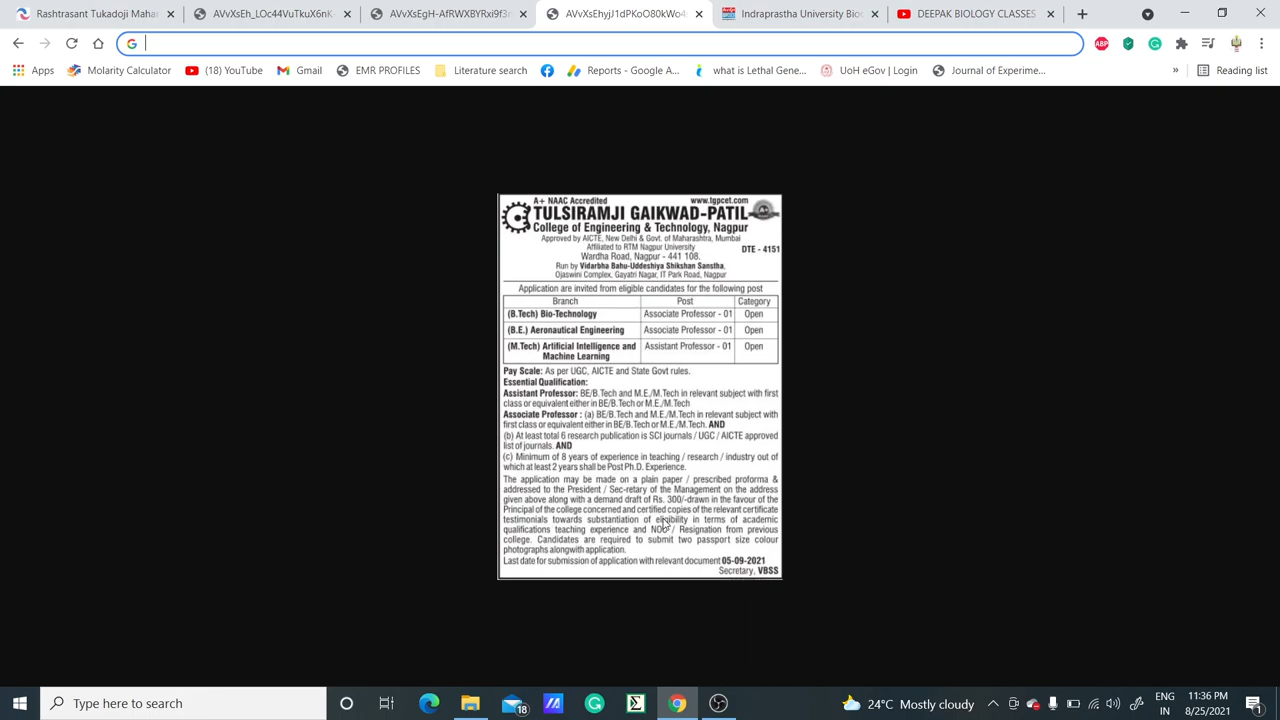 Rashtrasant Tukadoji Mahar
AVvXsEh_LOc44VuTkuX6nK
AVvXsEgH-AfRWX8YRxi9f3
AVvXsEhyjJ1dPKoO80kWo4
Indraprastha University Bio
DEEPAK BIOLOGY CLASSES
Apps
Molarity Calculator
(18) YouTube
Gmail
EMR PROFILES
Literature search
Reports - Google A...
what is Lethal Gene...
UoH eGov | Login
Journal of Experime...
»
Reading list
A+ NAAC Accredited
www.tgpcet.com
TULSIRAMJI GAIKWAD-PATIL
College of Engineering & Technology, Nagpur
Approved by AICTE, New Delhi & Govt. of Maharashtra, Mumbai
Affiliated to RTM Nagpur University
DTE - 4151
Wardha Road, Nagpur - 441 108.
Run by Vidarbha Bahu-Uddeshiya Shikshan Sanstha,
Ojaswini Complex, Gayatri Nagar, IT Park Road, Nagpur
Application are invited from eligible candidates for the following post
Branch Post Category
(B.Tech) Bio-Technology Associate Professor - 01 Open
(B.E.) Aeronautical Engineering Associate Professor - 01 Open
(M.Tech) Artificial Intelligence and Assistant Professor - 01 Open
Machine Learning
Pay Scale: As per UGC, AICTE and State Govt rules.
Essential Qualification:
Assistant Professor: BE/B.Tech and M.E./M.Tech in relevant subject with first
class or equivalent either in BE/B.Tech or M.E./M.Tech
Associate Professor : (a) BE/B.Tech and M.E./M.Tech in relevant subject with
first class or equivalent either in BE/B.Tech or M.E./M.Tech. AND
(b) At least total 6 research publication is SCI journals / UGC / AICTE approved
list of journals. AND
(c) Minimum of 8 years of experience in teaching / research / industry out of
which at least 2 years shall be Post Ph.D. Experience.
The application may be made on a plain paper / prescribed proforma &
addressed to the President / Sec-retary of the Management on the address
given above along with a demand draft of Rs. 300/-drawn in the favour of the
Principal of the college concerned and certified copies of the relevant certificate
testimonials towards substantiation of eligibility in terms of academic
qualifications teaching experience and NOC / Resignation from previous
college. Candidates are required to submit two passport size colour
photographs alongwith application.
Last date for submission of application with relevant document 05-09-2021
Secretary, VBSS
Type here to search
18
24°C Mostly cloudy
ENG
IN
11:36 PM
8/25/2021